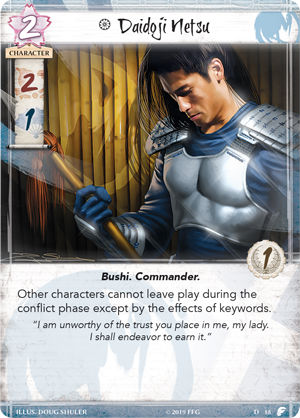 2
Daidoji Netsu
CHARACTER
2
1
1
Bushi. Commander.
Other characters cannot leave play during the
conflict phase except by the effects of keywords.
"I am unworthy of the trust you place in me, my lady.
I shall endeavor to earn it."
ILLUS. DOUG SHULER © 2019 FFG D 18